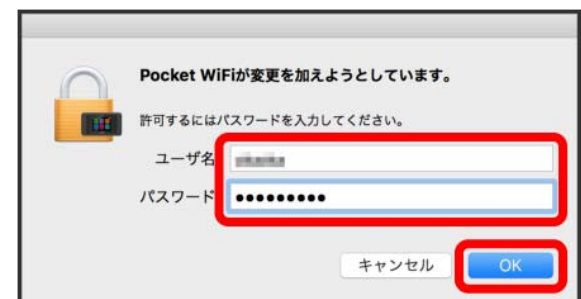 Pocket WiFiが変更を加えようとしています。
許可するにはパスワードを入力してください。
ユーザ名
パスワード ●●●●●●●●●
キャンセル OK